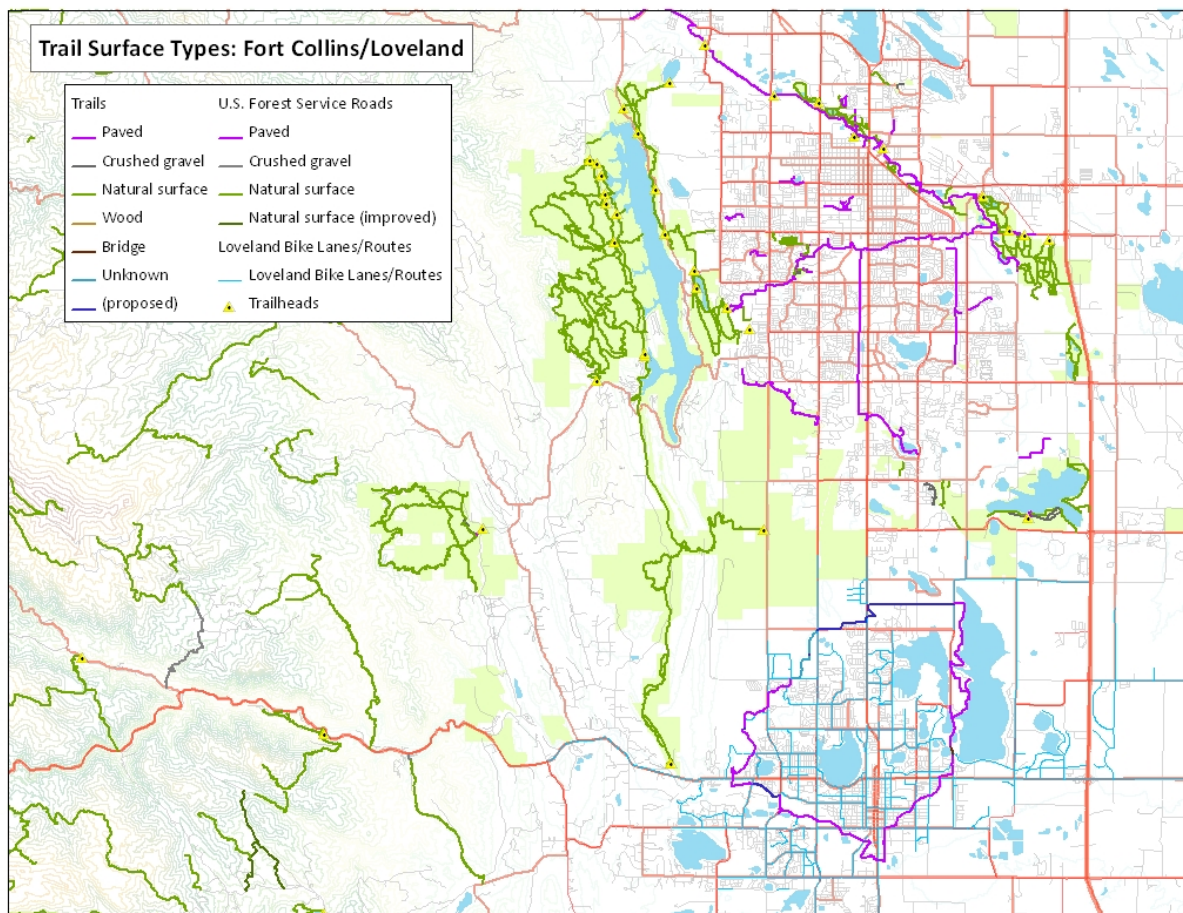 Trail Surface Types: Fort Collins/Loveland
Trails
U.S. Forest Service Roads
Paved
Paved
Crushed gravel
Crushed gravel
Natural surface
Natural surface
Wood
Natural surface (improved)
Bridge
Loveland Bike Lanes/Routes
Unknown
Loveland Bike Lanes/Routes
(proposed)
Trailheads